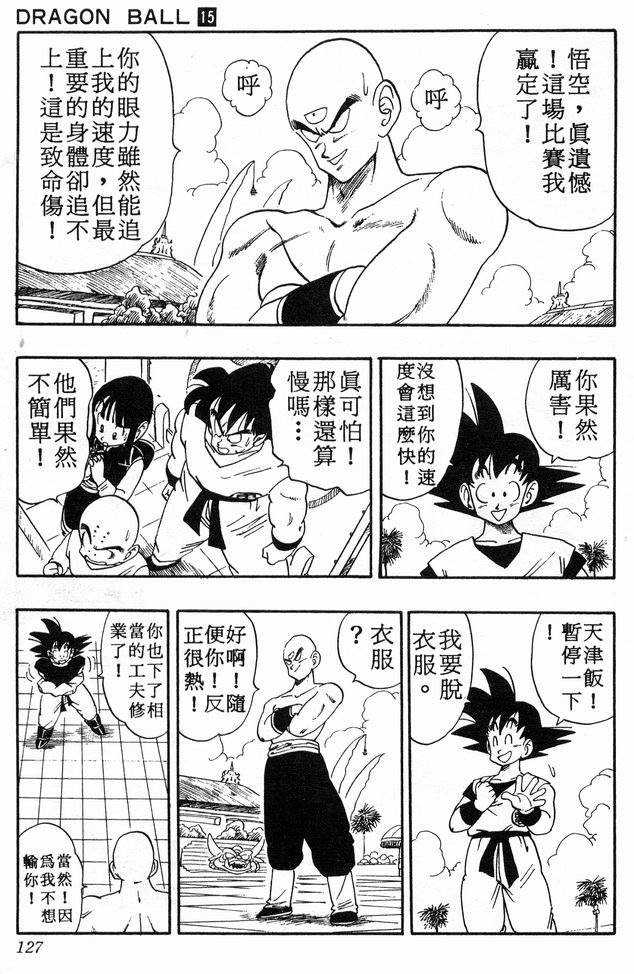 DRAGON BALL 15
悟空，眞遺憾
！這場比賽我
贏定了！
呼
呼
你的眼力雖然能追
上我的速度，但最
重要的身體卻追不
上！這是致命傷！
你果然
厲害！
沒想到你的速
度會這麼快！
眞可怕！
那樣還算
慢嗎…
他們果然
不簡單！
天津飯！
暫停一下
！
我要脫
衣服。
衣服
？
好啊！隨
便你！反
正很熱！
你也下了相
當的工夫修
業了！
當然！因
爲我不想
輸你！
127